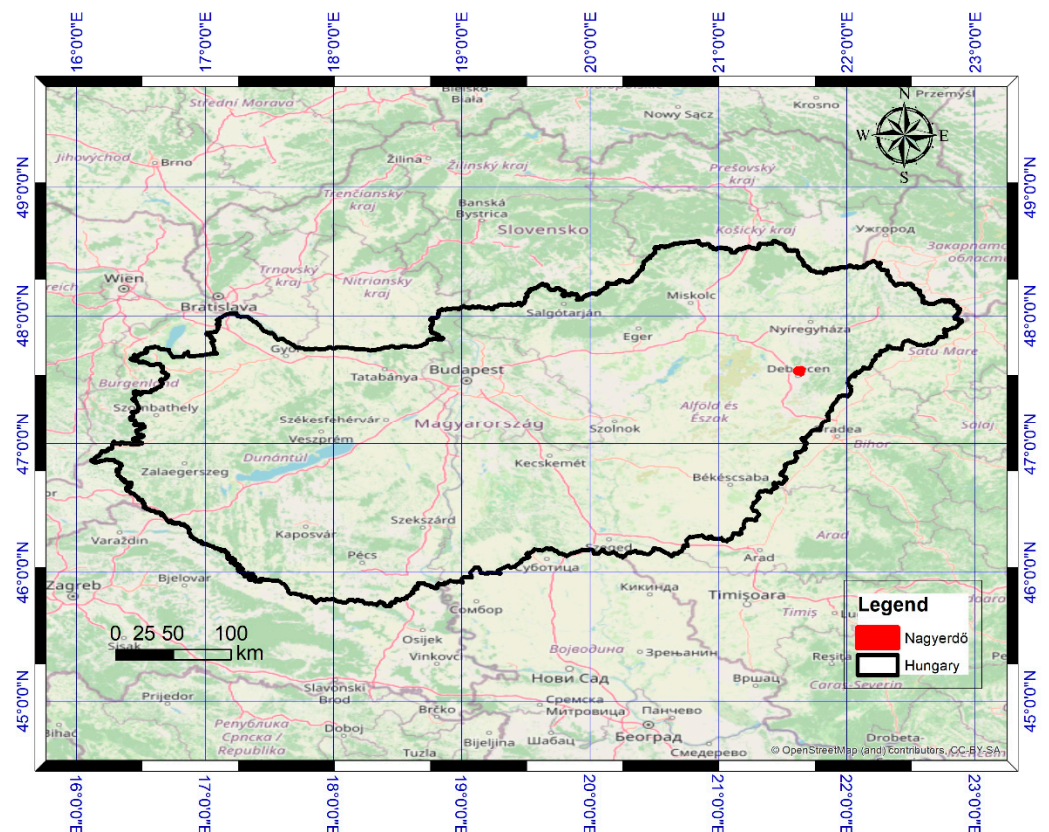 16°0'0"E
17°0'0"E
18°0'0"E
19°0'0"E
20°0'0"E
21°0'0"E
22°0'0"E
23°0'0"E
49°0'0"N
48°0'0"N
47°0'0"N
46°0'0"N
45°0'0"N
49°0'0"N
48°0'0"N
47°0'0"N
46°0'0"N
45°0'0"N
N
W
E
S
Bielsko-
Biała
Krosno
Przemyśl
Střední Morava
Nowy Sącz
Jihovýchod
Brno
Žilina
Žilinský kraj
Prešovský
kraj
Trenčiansky
kraj
Banská
Bystrica
Slovensko
Košický kraj
Ужгород
Закарпатс
область
Wien
reich
Trnavský
kraj
Nitriansky
kraj
Bratislava
Miskolc
Salgótarján
Nyíregyháza
Eger
Satu Mare
Burgenland
Tatabánya
Budapest
Szombathely
Székesfehérvár
Magyarország
Alföld és
Észak
Veszprém
Szolnok
Bihor
Sălaj
Dunántúl
Zalaegerszeg
Kecskemét
Békéscsaba
Szekszárd
Kaposvár
Pécs
Varaždin
Szeged
Arad
Arad
Zagreb
Bjelovar
Суботица
Кикинда
Timișoara
Timiș
Lu
Сомбор
Osijek
Vinkovci
Sisak
Војводина
Зрењанин
Reșița
Caraș-Severin
Pe
Нови Сад
Вршац
Prijedor
Slavonski
Brod
Сремска
Митровица
Панчево
Bihać
Република
Српска /
Republika
Doboj
Brčko
Tuzla
Bijeljina
Шабац
Београд
Смедерево
Drobeta-
0 25 50 100
km
Legend
Nagyerdő
Hungary
© OpenStreetMap (and) contributors, CC-BY-SA
16°0'0"E
17°0'0"E
18°0'0"E
19°0'0"E
20°0'0"E
21°0'0"E
22°0'0"E
23°0'0"E